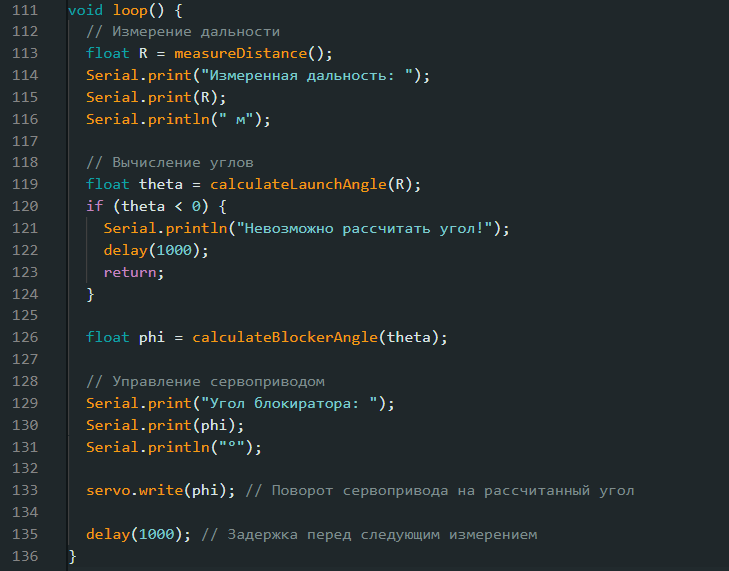 111 void loop() {
112   // Измерение дальности
113   float R = measureDistance();
114   Serial.print("Измеренная дальность: ");
115   Serial.print(R);
116   Serial.println(" м");
117
118   // Вычисление углов
119   float theta = calculateLaunchAngle(R);
120   if (theta < 0) {
121     Serial.println("Невозможно рассчитать угол!");
122     delay(1000);
123     return;
124   }
125
126   float phi = calculateBlockerAngle(theta);
127
128   // Управление сервоприводом
129   Serial.print("Угол блокиратора: ");
130   Serial.print(phi);
131   Serial.println("°");
132
133   servo.write(phi); // Поворот сервопривода на рассчитанный угол
134
135   delay(1000); // Задержка перед следующим измерением
136 }